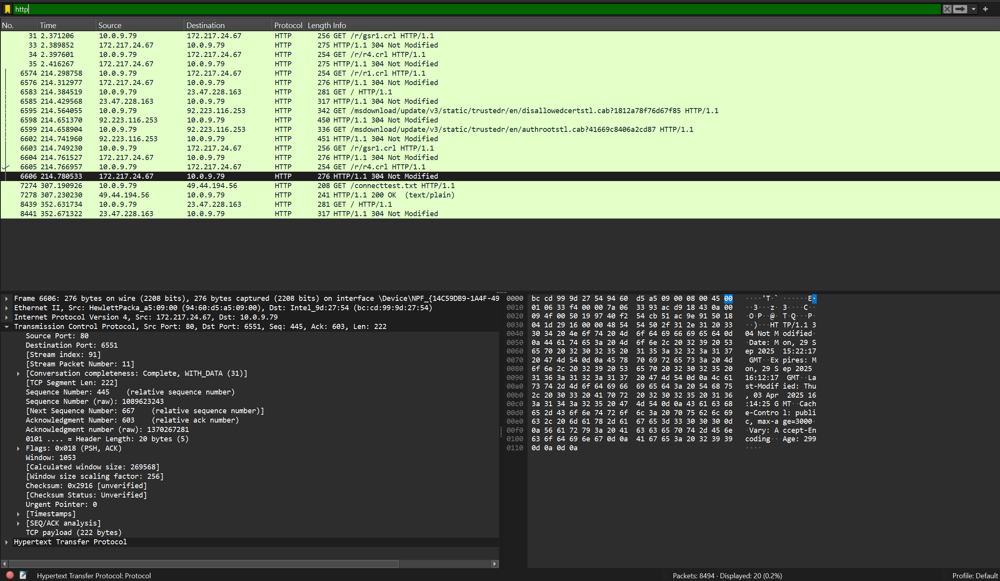 http
No. Time Source Destination Protocol Length Info
31 2.371206 10.0.9.79 172.217.24.67 HTTP 256 GET /r/gsr1.crl HTTP/1.1
33 2.389852 172.217.24.67 10.0.9.79 HTTP 275 HTTP/1.1 304 Not Modified
34 2.397601 10.0.9.79 172.217.24.67 HTTP 254 GET /r/r4.crl HTTP/1.1
35 2.416267 172.217.24.67 10.0.9.79 HTTP 275 HTTP/1.1 304 Not Modified
6574 214.298758 10.0.9.79 172.217.24.67 HTTP 254 GET /r/r1.crl HTTP/1.1
6576 214.312977 172.217.24.67 10.0.9.79 HTTP 276 HTTP/1.1 304 Not Modified
6583 214.384519 10.0.9.79 23.47.228.163 HTTP 281 GET / HTTP/1.1
6585 214.429568 23.47.228.163 10.0.9.79 HTTP 317 HTTP/1.1 304 Not Modified
6595 214.564055 10.0.9.79 92.223.116.253 HTTP 342 GET /msdownload/update/v3/static/trustedr/en/disallowedcertstl.cab?1812a78f76d67f85 HTTP/1.1
6598 214.651370 92.223.116.253 10.0.9.79 HTTP 450 HTTP/1.1 304 Not Modified
6599 214.658904 10.0.9.79 92.223.116.253 HTTP 336 GET /msdownload/update/v3/static/trustedr/en/authrootstl.cab?41669c8406a2cd87 HTTP/1.1
6602 214.741960 92.223.116.253 10.0.9.79 HTTP 451 HTTP/1.1 304 Not Modified
6603 214.749230 10.0.9.79 172.217.24.67 HTTP 256 GET /r/gsr1.crl HTTP/1.1
6604 214.761527 172.217.24.67 10.0.9.79 HTTP 276 HTTP/1.1 304 Not Modified
6605 214.766957 10.0.9.79 172.217.24.67 HTTP 254 GET /r/r4.crl HTTP/1.1
6606 214.780533 172.217.24.67 10.0.9.79 HTTP 276 HTTP/1.1 304 Not Modified
7274 307.190926 10.0.9.79 49.44.194.56 HTTP 208 GET /connecttest.txt HTTP/1.1
7278 307.230230 49.44.194.56 10.0.9.79 HTTP 241 HTTP/1.1 200 OK (text/plain)
8439 352.631734 10.0.9.79 23.47.228.163 HTTP 281 GET / HTTP/1.1
8441 352.671322 23.47.228.163 10.0.9.79 HTTP 317 HTTP/1.1 304 Not Modified
Frame 6606: 276 bytes on wire (2208 bits), 276 bytes captured (2208 bits) on interface \Device\NPF_{14C59DB9-1A4F-49
Ethernet II, Src: HewlettPacka_a5:09:00 (94:60:d5:a5:09:00), Dst: Intel_9d:27:54 (bc:cd:99:9d:27:54)
Internet Protocol Version 4, Src: 172.217.24.67, Dst: 10.0.9.79
Transmission Control Protocol, Src Port: 80, Dst Port: 6551, Seq: 445, Ack: 603, Len: 222
Source Port: 80
Destination Port: 6551
[Stream index: 91]
[Stream Packet Number: 11]
[Conversation completeness: Complete, WITH_DATA (31)]
[TCP Segment Len: 222]
Sequence Number: 445 (relative sequence number)
Sequence Number (raw): 1089623243
[Next Sequence Number: 667 (relative sequence number)]
Acknowledgment Number: 603 (relative ack number)
Acknowledgment number (raw): 1370267281
0101 .... = Header Length: 20 bytes (5)
Flags: 0x018 (PSH, ACK)
Window: 1053
[Calculated window size: 269568]
[Window size scaling factor: 256]
Checksum: 0x2916 [unverified]
[Checksum Status: Unverified]
Urgent Pointer: 0
[Timestamps]
[SEQ/ACK analysis]
TCP payload (222 bytes)
Hypertext Transfer Protocol
0000 bc cd 99 9d 27 54 94 60 d5 a5 09 00 08 00 45 00 ····'T·` ······E·
0010 01 06 33 f4 00 00 7a 06 33 93 ac d9 18 43 0a 00 ··3···z· 3····C··
0020 09 4f 00 50 19 97 40 f2 54 cb 51 ac 9e 91 50 18 ·O·P··@· T·Q···P·
0030 04 1d 29 16 00 00 48 54 54 50 2f 31 2e 31 20 33 ··)···HT TP/1.1 3
0040 30 34 20 4e 6f 74 20 4d 6f 64 69 66 69 65 64 0d 04 Not M odified·
0050 0a 44 61 74 65 3a 20 4d 6f 6e 2c 20 32 39 20 53 ·Date: M on, 29 S
0060 65 70 20 32 30 32 35 20 31 35 3a 32 32 3a 31 37 ep 2025 15:22:17
0070 20 47 4d 54 0d 0a 45 78 70 69 72 65 73 3a 20 4d GMT··Ex pires: M
0080 6f 6e 2c 20 32 39 20 53 65 70 20 32 30 32 35 20 on, 29 S ep 2025
0090 31 36 3a 31 32 3a 31 37 20 47 4d 54 0d 0a 4c 61 16:12:17 GMT··La
00a0 73 74 2d 4d 6f 64 69 66 69 65 64 3a 20 54 68 75 st-Modif ied: Thu
00b0 2c 20 30 33 20 41 70 72 20 32 30 32 35 20 31 36 , 03 Apr 2025 16
00c0 3a 31 34 3a 32 35 20 47 4d 54 0d 0a 43 61 63 68 :14:25 G MT··Cach
00d0 65 2d 43 6f 6e 74 72 6f 6c 3a 20 70 75 62 6c 69 e-Contro l: publi
00e0 63 2c 20 6d 61 78 2d 61 67 65 3d 33 30 30 30 0d c, max-a ge=3000·
00f0 0a 56 61 72 79 3a 20 41 63 63 65 70 74 2d 45 6e ·Vary: A ccept-En
0100 63 6f 64 69 6e 67 0d 0a 41 67 65 3a 20 32 39 39 coding·· Age: 299
0110 0d 0a 0d 0a ····
Hypertext Transfer Protocol: Protocol Packets: 8494 · Displayed: 20 (0.2%) Profile: Default